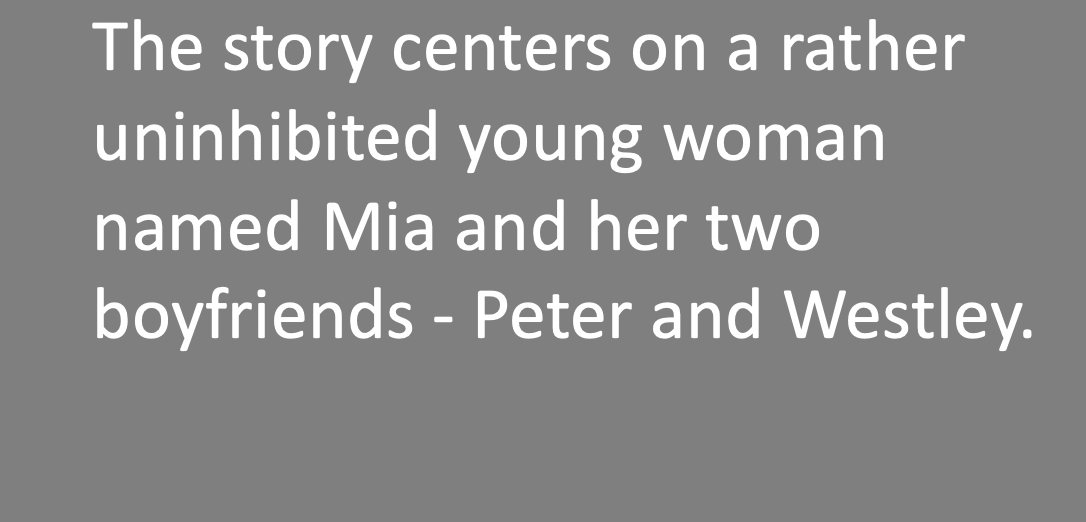 The story centers on a rather
uninhibited young woman
named Mia and her two
boyfriends - Peter and Westley.